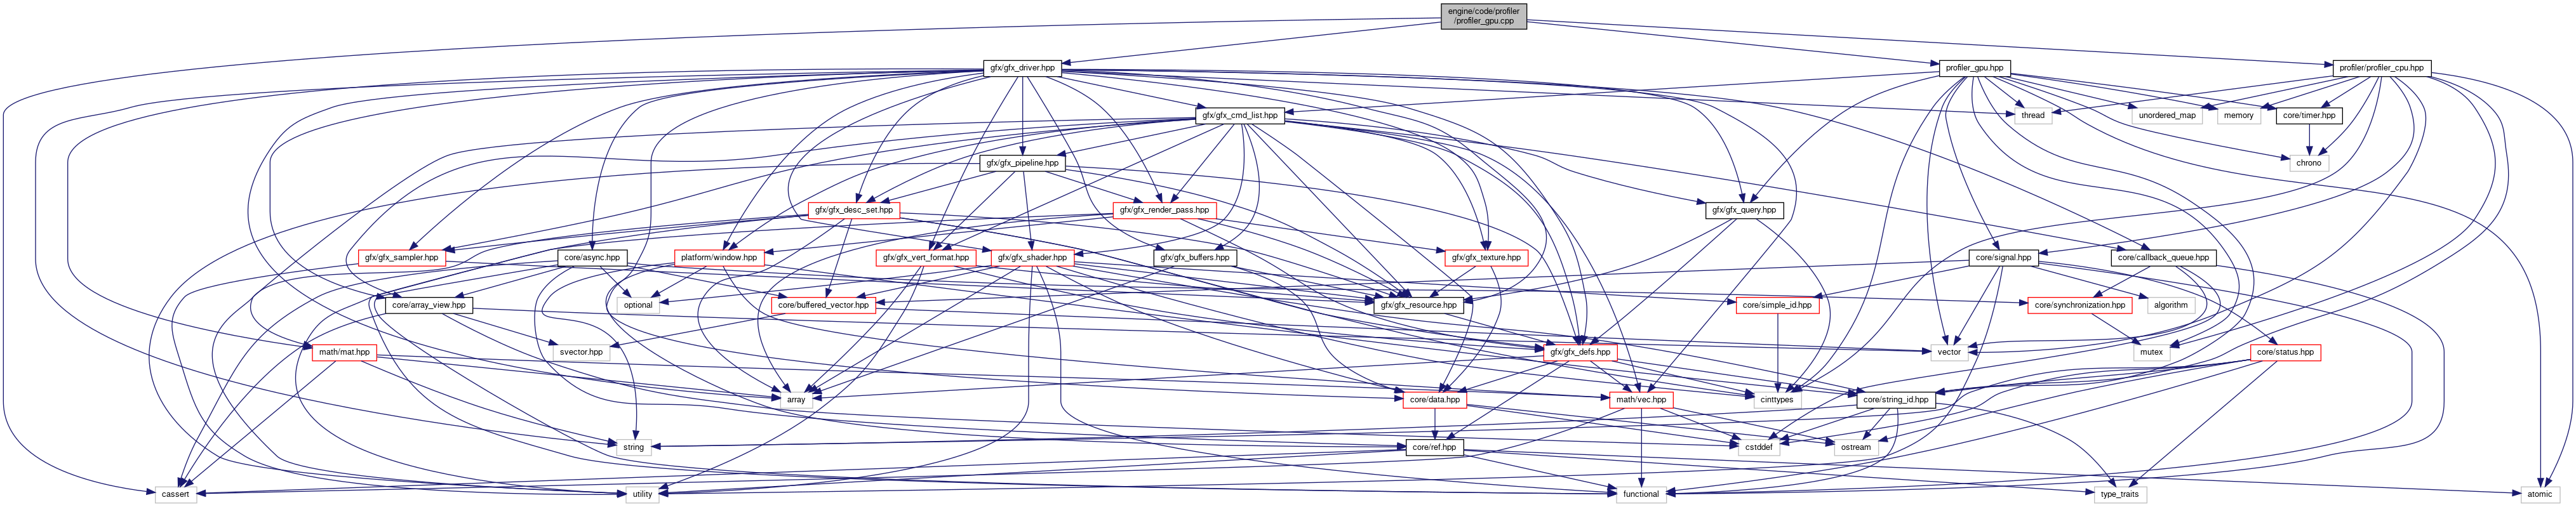 engine/code/profiler
/profiler_gpu.cpp
gfx/gfx_driver.hpp
profiler_gpu.hpp
profiler/profiler_cpu.hpp
gfx/gfx_cmd_list.hpp
thread
unordered_map
memory
core/timer.hpp
gfx/gfx_pipeline.hpp
chrono
gfx/gfx_desc_set.hpp
gfx/gfx_render_pass.hpp
gfx/gfx_query.hpp
gfx/gfx_sampler.hpp
core/async.hpp
platform/window.hpp
gfx/gfx_vert_format.hpp
gfx/gfx_shader.hpp
gfx/gfx_buffers.hpp
gfx/gfx_texture.hpp
core/signal.hpp
core/callback_queue.hpp
core/array_view.hpp
optional
core/buffered_vector.hpp
gfx/gfx_resource.hpp
core/simple_id.hpp
core/synchronization.hpp
algorithm
math/mat.hpp
svector.hpp
gfx/gfx_defs.hpp
vector
mutex
core/status.hpp
array
core/data.hpp
math/vec.hpp
cinttypes
core/string_id.hpp
string
core/ref.hpp
cstddef
ostream
cassert
utility
functional
type_traits
atomic